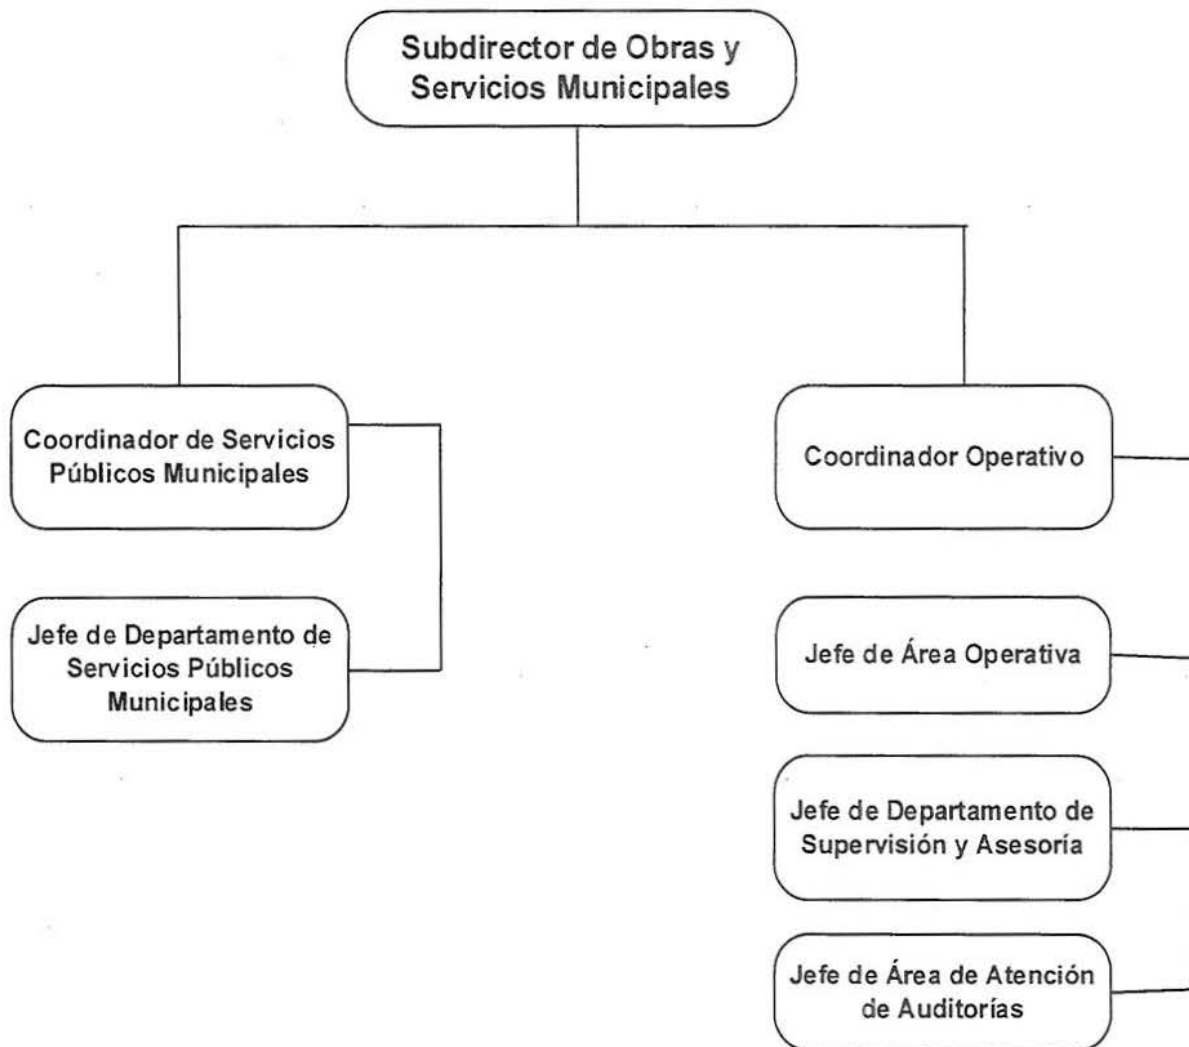 Subdirector de Obras y
Servicios Municipales
Coordinador de Servicios
Públicos Municipales
Coordinador Operativo
Jefe de Departamento de
Servicios Públicos
Municipales
Jefe de Área Operativa
Jefe de Departamento de
Supervisión y Asesoría
Jefe de Área de Atención
de Auditorías